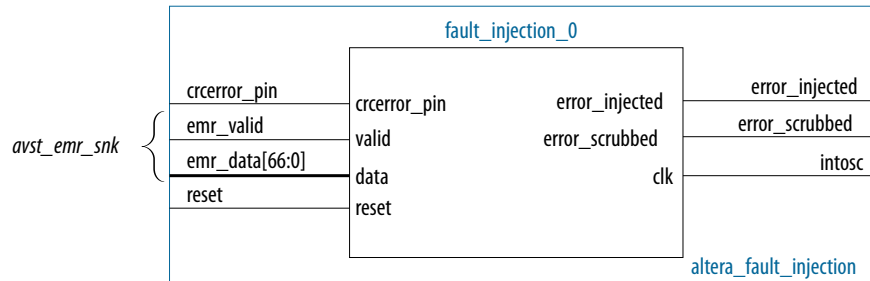 fault_injection_0
crcerror_pin
emr_valid
avst_emr_snk
emr_data[66:0]
reset
crcerror_pin
valid
data
reset
error_injected
error_scrubbed
clk
error_injected
error_scrubbed
intosc
altera_fault_injection